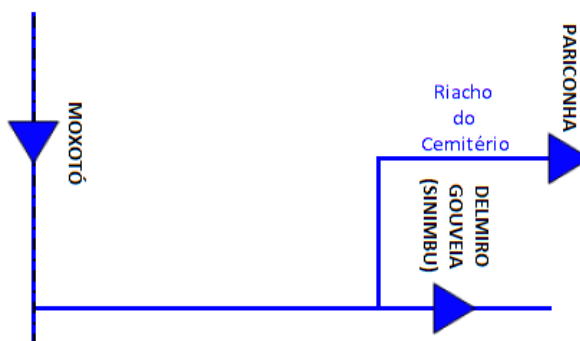 PARICONHA
Riacho
do
Cemitério
MOXOTÓ
DELMIRO
GOUVEIA
(SINIMBU)